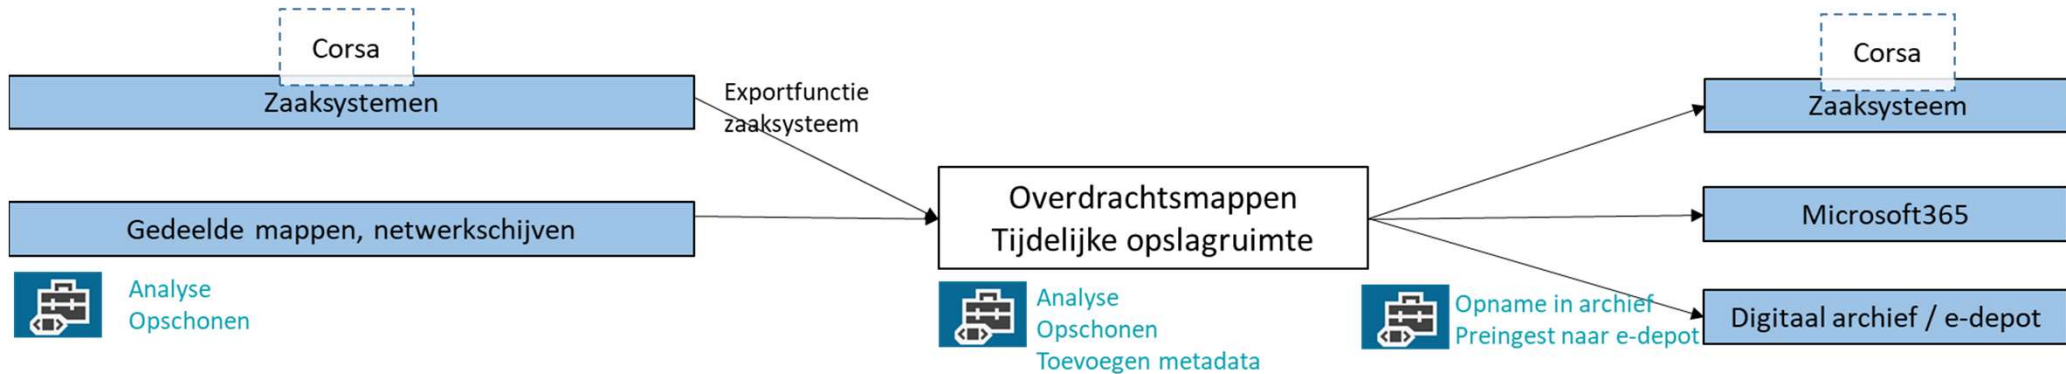 Corsa
Zaaksystemen
Exportfunctie
zaaksysteem
Gedeelde mappen, netwerkschijven
Analyse
Opschonen
Overdrachtsmappen
Tijdelijke opslagruimte
Analyse
Opschonen
Toevoegen metadata
Opname in archief
Preingest naar e-depot
Corsa
Zaaksysteem
Microsoft365
Digitaal archief / e-depot